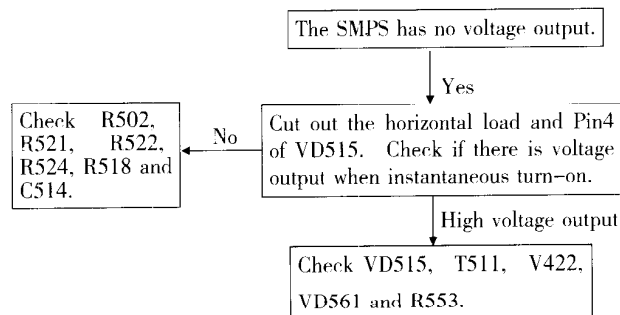 The SMPS has no voltage output.
Yes
Cut out the horizontal load and Pin4
of VD515. Check if there is voltage
output when instantaneous turn-on.
No
Check R502,
R521, R522,
R524, R518 and
C514.
High voltage output
Check VD515, T511, V422,
VD561 and R553.